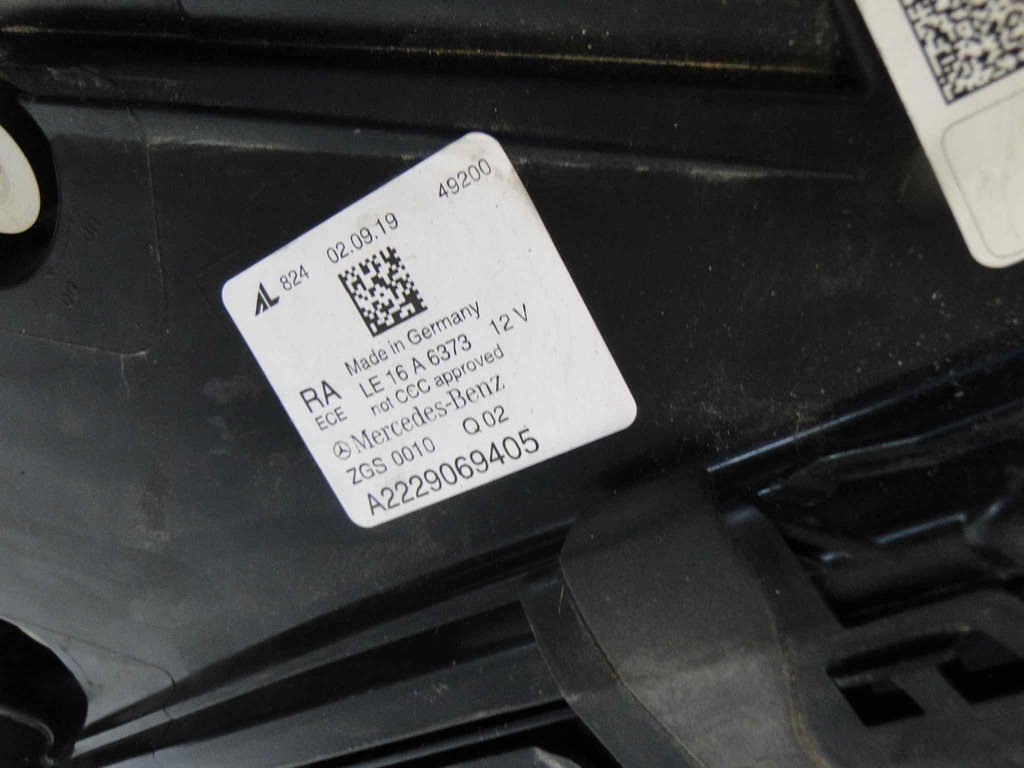 AL 824 02.09.19 49200
Made in Germany
RA LE 16 A 6373 12 V
ECE not CCC approved
Mercedes-Benz
ZGS 0010 Q 02
A2229069405